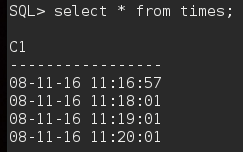 SQL> select * from times;
C1
-----------------
08-11-16 11:16:57
08-11-16 11:18:01
08-11-16 11:19:01
08-11-16 11:20:01